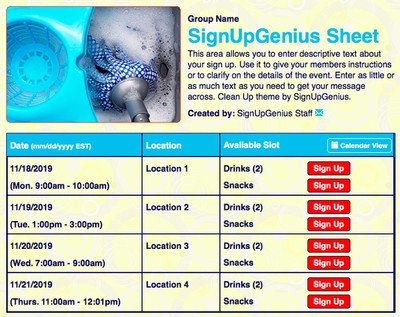 Group Name
SignUpGenius Sheet
This area allows you to enter descriptive text about
your sign up. Use it to give your members instructions
or to clarify on the details of the event. Enter as little or
as much text as you need to get your message
across. Clean Up theme by SignUpGenius.
Created by: SignUpGenius Staff
Date (mm/dd/yyyy EST) Location Available Slot Calendar View
11/18/2019 Location 1 Drinks (2) Sign Up
(Mon. 9:00am - 10:00am) Snacks Sign Up
11/19/2019 Location 2 Drinks (2) Sign Up
(Tue. 1:00pm - 3:00pm) Snacks Sign Up
11/20/2019 Location 3 Drinks (2) Sign Up
(Wed. 7:00am - 9:00am) Snacks Sign Up
11/21/2019 Location 4 Drinks (2) Sign Up
(Thurs. 11:00am - 12:01pm) Snacks Sign Up